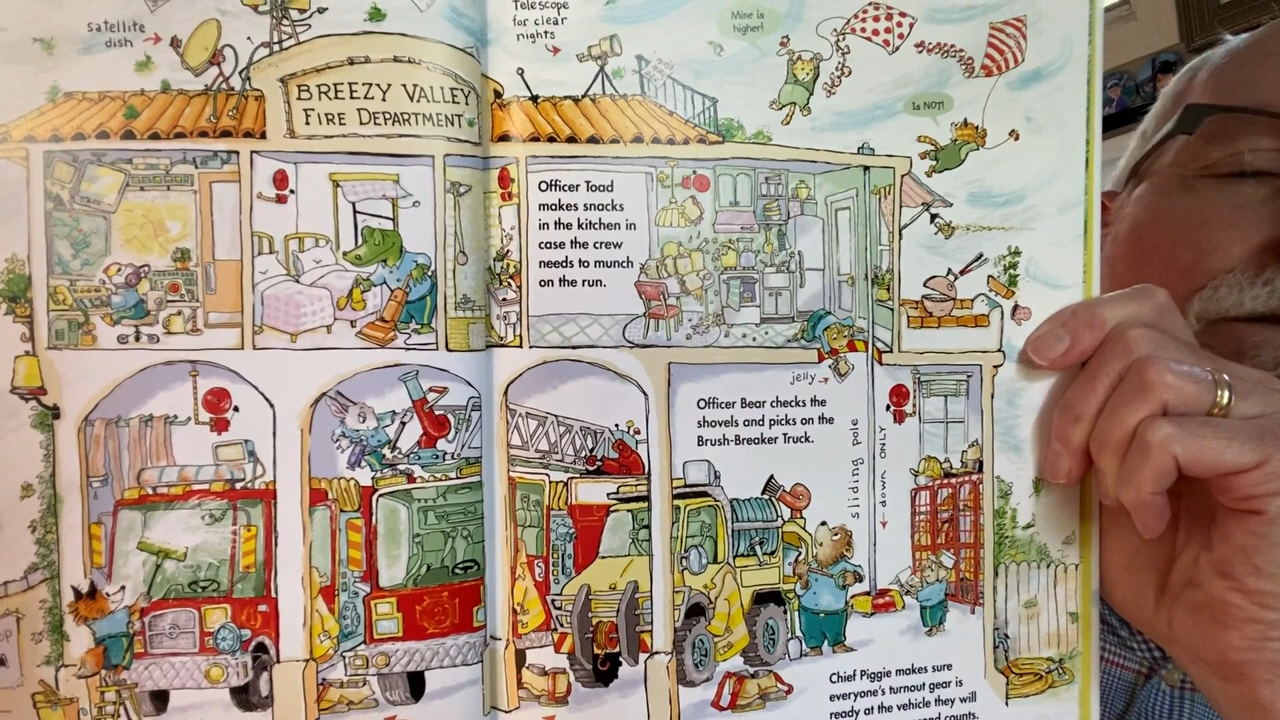 satellite
dish
Telescope
for clear
nights
Mine is
higher!
Is NOT!
BREEZY VALLEY
FIRE DEPARTMENT
Officer Toad
makes snacks
in the kitchen in
case the crew
needs to munch
on the run.
jelly
Officer Bear checks the
shovels and picks on the
Brush-Breaker Truck.
sliding pole
down ONLY
Chief Piggie makes sure
everyone's turnout gear is
ready at the vehicle they will
counts.